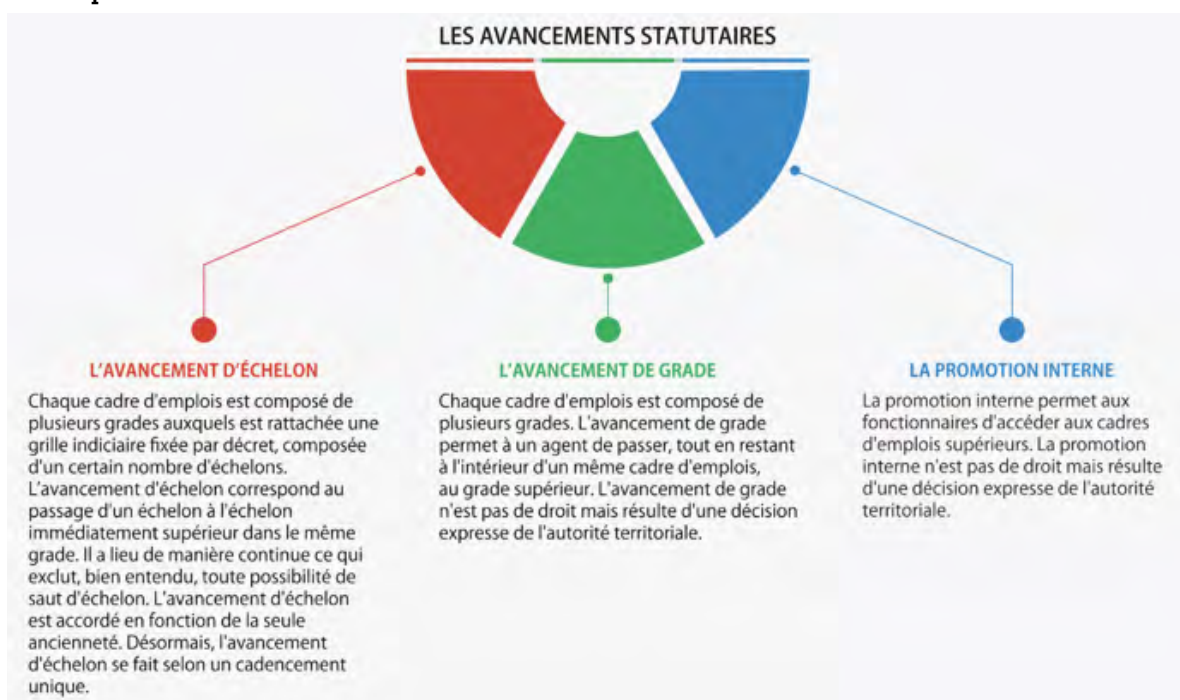 LES AVANCEMENTS STATUTAIRES
L'AVANCEMENT D'ÉCHELON
Chaque cadre d'emplois est composé de
plusieurs grades auxquels est rattachée une
grille indiciaire fixée par décret, composée
d'un certain nombre d'échelons.
L'avancement d'échelon correspond au
passage d'un échelon à l'échelon
immédiatement supérieur dans le même
grade. Il a lieu de manière continue ce qui
exclut, bien entendu, toute possibilité de
saut d'échelon. L'avancement d'échelon
est accordé en fonction de la seule
ancienneté. Désormais, l'avancement
d'échelon se fait selon un cadencement
unique.
L'AVANCEMENT DE GRADE
Chaque cadre d'emplois est composé de
plusieurs grades. L'avancement de grade
permet à un agent de passer, tout en restant
à l'intérieur d'un même cadre d'emplois,
au grade supérieur. L'avancement de grade
n'est pas de droit mais résulte d'une décision
expresse de l'autorité territoriale.
LA PROMOTION INTERNE
La promotion interne permet aux
fonctionnaires d'accéder aux cadres
d'emplois supérieurs. La promotion
interne n'est pas de droit mais résulte
d'une décision expresse de l'autorité
territoriale.